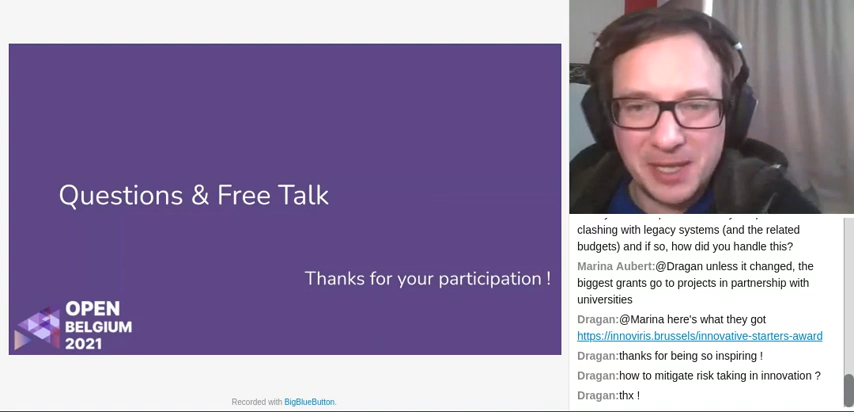 Questions & Free Talk
Thanks for your participation !
OPEN
BELGIUM
2021
Recorded with BigBlueButton.
clashing with legacy systems (and the related
budgets) and if so, how did you handle this?
Marina Aubert:@Dragan unless it changed, the
biggest grants go to projects in partnership with
universities
Dragan:@Marina here's what they got
https://innoviris.brussels/innovative-starters-award
Dragan:thanks for being so inspiring !
Dragan:how to mitigate risk taking in innovation ?
Dragan:thx !